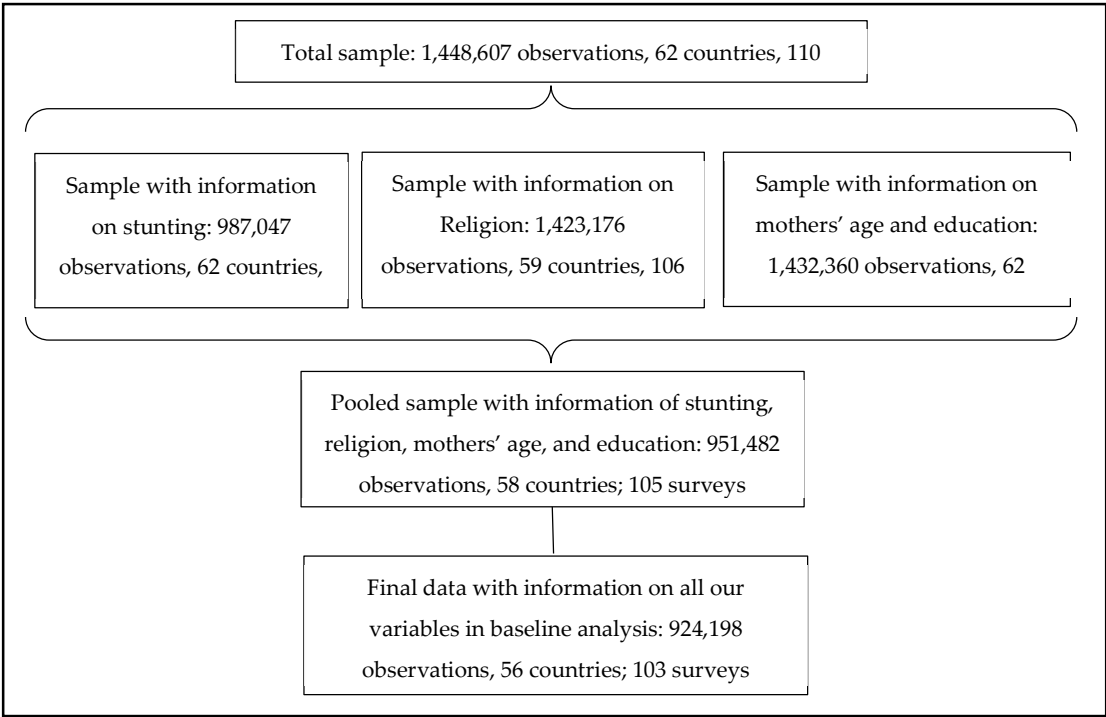 Total sample: 1,448,607 observations, 62 countries, 110
Sample with information
on stunting: 987,047
observations, 62 countries,
Sample with information on
Religion: 1,423,176
observations, 59 countries, 106
Sample with information on
mothers’ age and education:
1,432,360 observations, 62
Pooled sample with information of stunting,
religion, mothers’ age, and education: 951,482
observations, 58 countries; 105 surveys
Final data with information on all our
variables in baseline analysis: 924,198
observations, 56 countries; 103 surveys